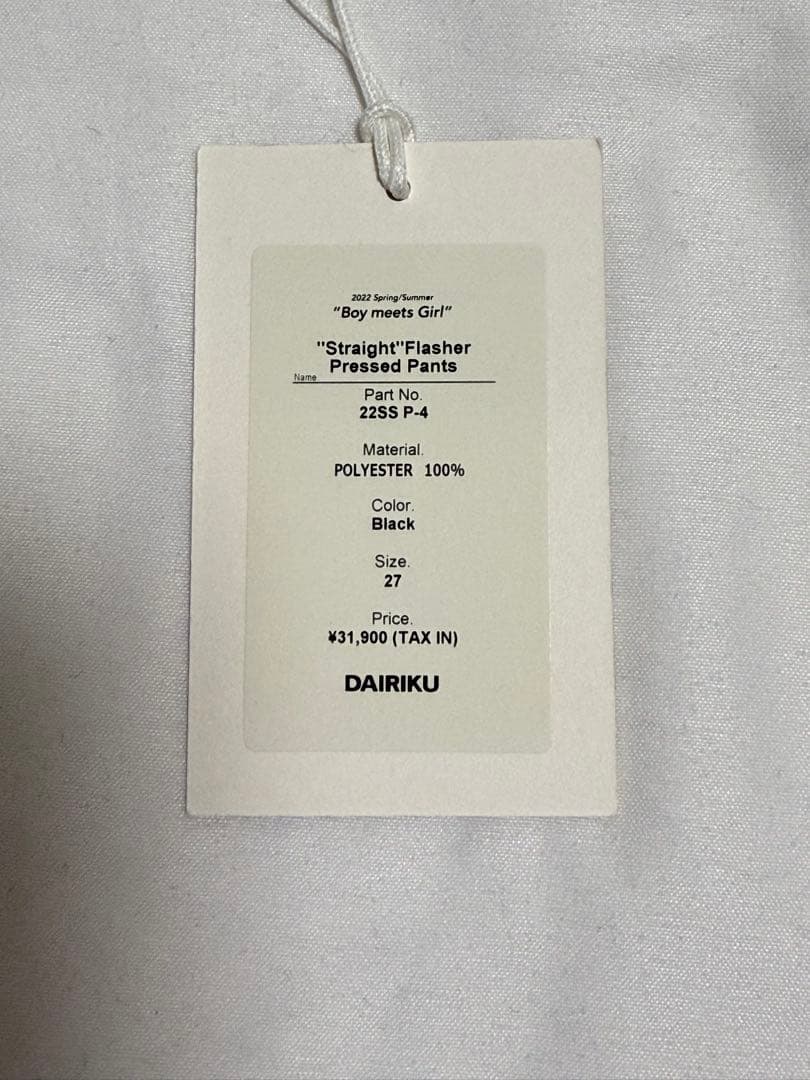 2022 Spring/Summer
"Boy meets Girl"
"Straight"Flasher
Pressed Pants
Name
Part No.
22SS P-4
Material.
POLYESTER 100%
Color.
Black
Size.
27
Price.
¥31,900 (TAX IN)
DAIRIKU